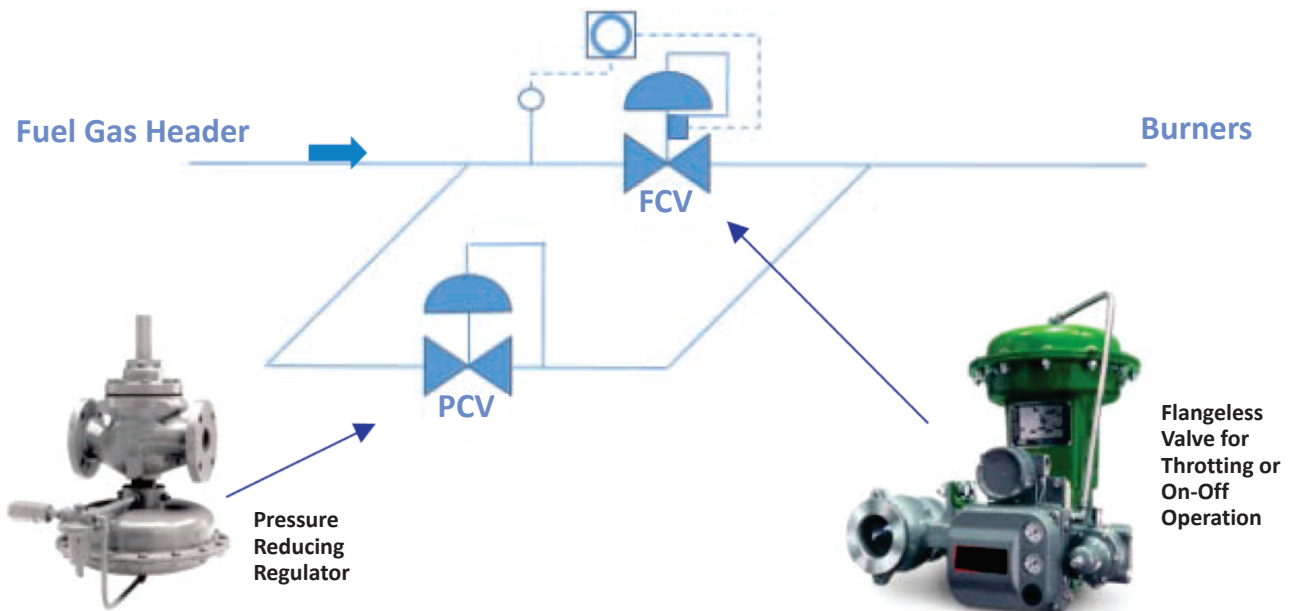 Fuel Gas Header
Burners
FCV
PCV
Pressure
Reducing
Regulator
Flangeless
Valve for
Throtting or
On-Off
Operation